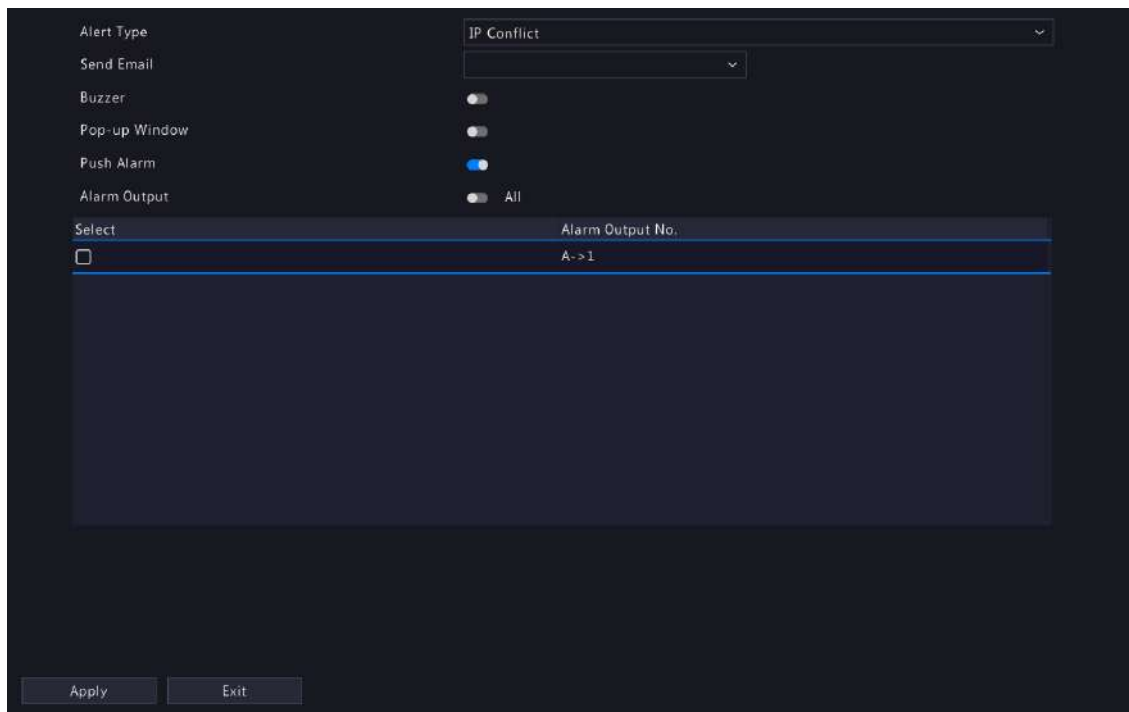 Alert Type IP Conflict
Send Email
Buzzer
Pop-up Window
Push Alarm
Alarm Output All
Select Alarm Output No.
A->1
Apply Exit